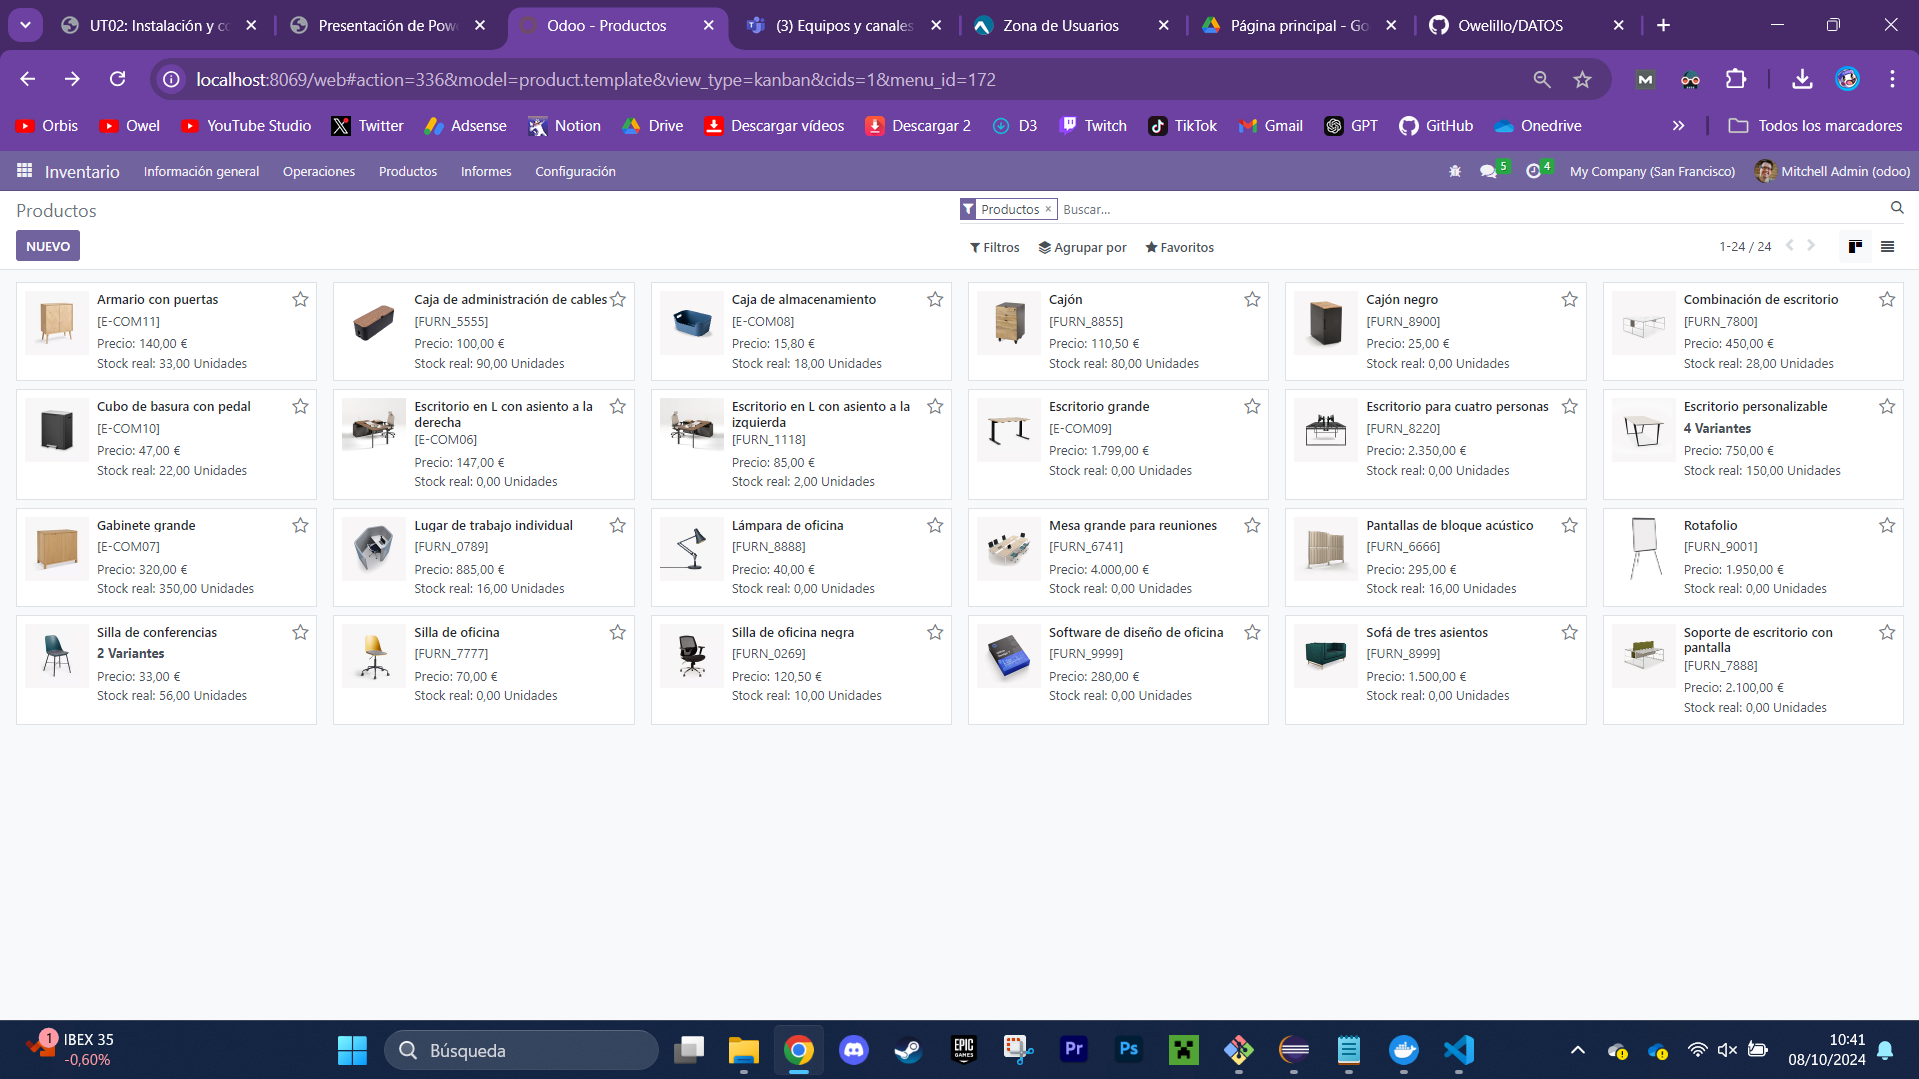 UT02: Instalación y co
Presentación de Powe
Odoo - Productos
(3) Equipos y canales
Zona de Usuarios
Página principal - Go
Owelillo/DATOS
localhost:8069/web#action=336&model=product.template&view_type=kanban&cids=1&menu_id=172
Orbis
Owel
YouTube Studio
Twitter
Adsense
Notion
Drive
Descargar vídeos
Descargar 2
D3
Twitch
TikTok
Gmail
GPT
GitHub
Onedrive
Todos los marcadores
Inventario
Información general
Operaciones
Productos
Informes
Configuración
5
4
My Company (San Francisco)
Mitchell Admin (odoo)
Productos
Productos ×
Buscar...
NUEVO
Filtros
Agrupar por
Favoritos
1-24 / 24
Armario con puertas
[E-COM11]
Precio: 140,00 €
Stock real: 33,00 Unidades
Caja de administración de cables
[FURN_5555]
Precio: 100,00 €
Stock real: 90,00 Unidades
Caja de almacenamiento
[E-COM08]
Precio: 15,80 €
Stock real: 18,00 Unidades
Cajón
[FURN_8855]
Precio: 110,50 €
Stock real: 80,00 Unidades
Cajón negro
[FURN_8900]
Precio: 25,00 €
Stock real: 0,00 Unidades
Combinación de escritorio
[FURN_7800]
Precio: 450,00 €
Stock real: 28,00 Unidades
Cubo de basura con pedal
[E-COM10]
Precio: 47,00 €
Stock real: 22,00 Unidades
Escritorio en L con asiento a la
derecha
[E-COM06]
Precio: 147,00 €
Stock real: 0,00 Unidades
Escritorio en L con asiento a la
izquierda
[FURN_1118]
Precio: 85,00 €
Stock real: 2,00 Unidades
Escritorio grande
[E-COM09]
Precio: 1.799,00 €
Stock real: 0,00 Unidades
Escritorio para cuatro personas
[FURN_8220]
Precio: 2.350,00 €
Stock real: 0,00 Unidades
Escritorio personalizable
4 Variantes
Precio: 750,00 €
Stock real: 150,00 Unidades
Gabinete grande
[E-COM07]
Precio: 320,00 €
Stock real: 350,00 Unidades
Lugar de trabajo individual
[FURN_0789]
Precio: 885,00 €
Stock real: 16,00 Unidades
Lámpara de oficina
[FURN_8888]
Precio: 40,00 €
Stock real: 0,00 Unidades
Mesa grande para reuniones
[FURN_6741]
Precio: 4.000,00 €
Stock real: 0,00 Unidades
Pantallas de bloque acústico
[FURN_6666]
Precio: 295,00 €
Stock real: 16,00 Unidades
Rotafolio
[FURN_9001]
Precio: 1.950,00 €
Stock real: 0,00 Unidades
Silla de conferencias
2 Variantes
Precio: 33,00 €
Stock real: 56,00 Unidades
Silla de oficina
[FURN_7777]
Precio: 70,00 €
Stock real: 0,00 Unidades
Silla de oficina negra
[FURN_0269]
Precio: 120,50 €
Stock real: 10,00 Unidades
Software de diseño de oficina
[FURN_9999]
Precio: 280,00 €
Stock real: 0,00 Unidades
Sofá de tres asientos
[FURN_8999]
Precio: 1.500,00 €
Stock real: 0,00 Unidades
Soporte de escritorio con
pantalla
[FURN_7888]
Precio: 2.100,00 €
Stock real: 0,00 Unidades
1
IBEX 35
-0,60%
Búsqueda
EPIC
GAMES
Pr
Ps
10:41
08/10/2024